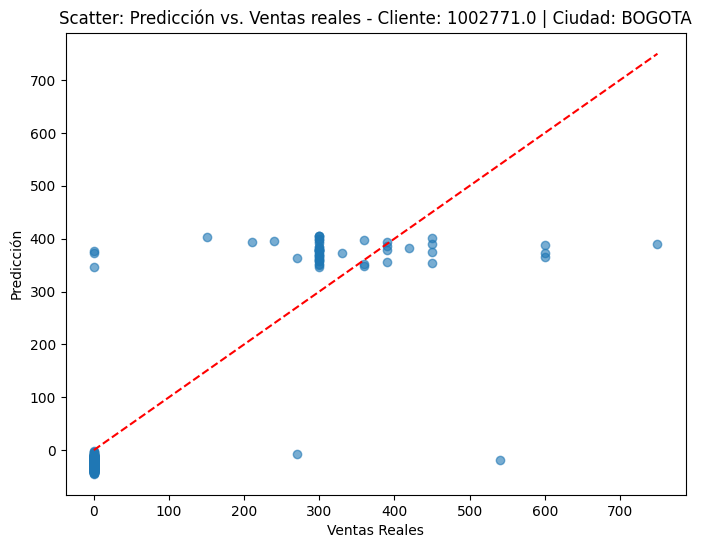 Scatter: Predicción vs. Ventas reales - Cliente: 1002771.0 | Ciudad: BOGOTA
700
600
500
400
300
200
100
0
Predicción
0 100 200 300 400 500 600 700
Ventas Reales